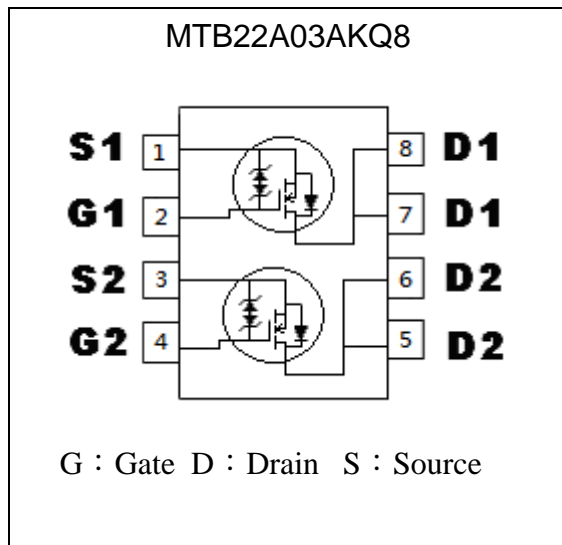 MTB22A03AKQ8
S1 1 8 D1
G1 2 7 D1
S2 3 6 D2
G2 4 5 D2
G：Gate D：Drain S：Source